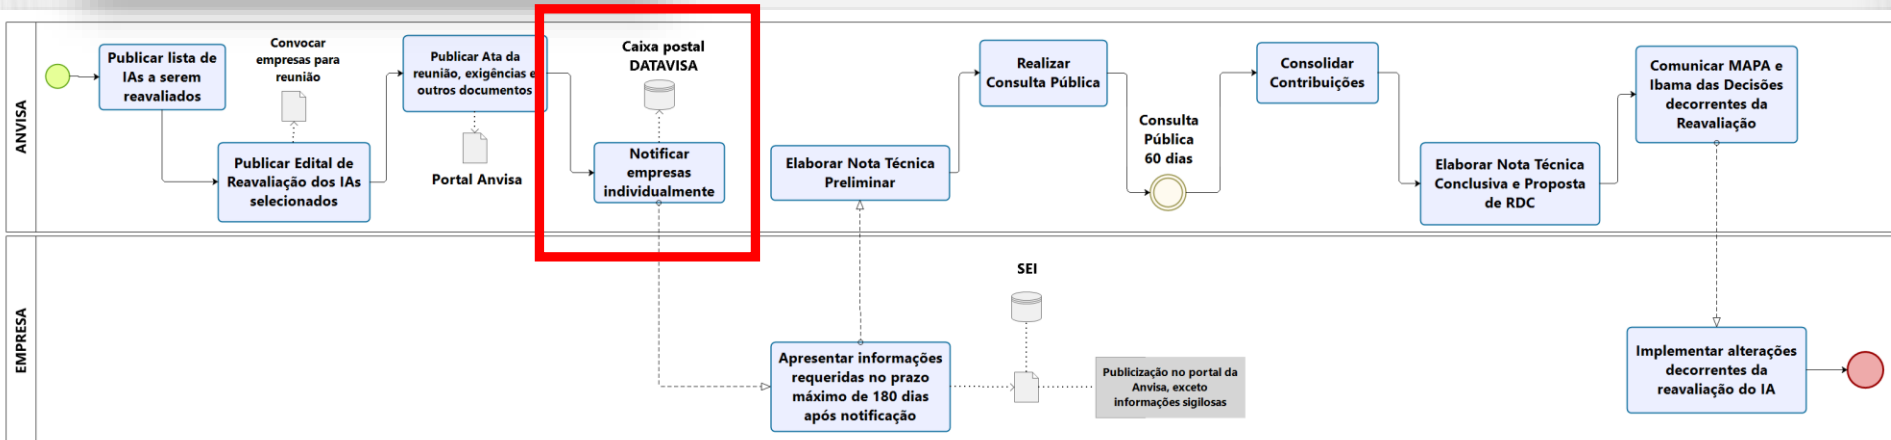 ANVISA
Publicar lista de
IAs a serem
reavaliados
Convocar
empresas para
reunião
Publicar Edital de
Reavaliação dos IAs
selecionados
Publicar Ata da
reunião, exigências e
outros documentos
Portal Anvisa
Caixa postal
DATAVISA
Notificar
empresas
individualmente
Elaborar Nota Técnica
Preliminar
Realizar
Consulta Pública
Consulta
Pública
60 dias
Consolidar
Contribuições
Elaborar Nota Técnica
Conclusiva e Proposta
de RDC
Comunicar MAPA e
Ibama das Decisões
decorrentes da
Reavaliação
EMPRESA
Apresentar informações
requeridas no prazo
máximo de 180 dias
após notificação
SEI
Publicização no portal da
Anvisa, exceto
informações sigilosas
Implementar alterações
decorrentes da
reavaliação do IA